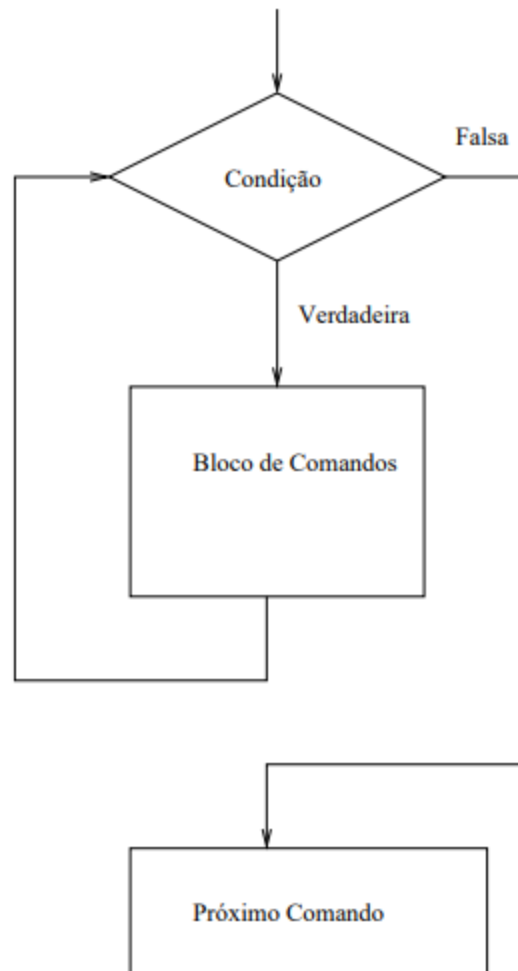 Falsa
Condição
Verdadeira
Bloco de Comandos
Próximo Comando